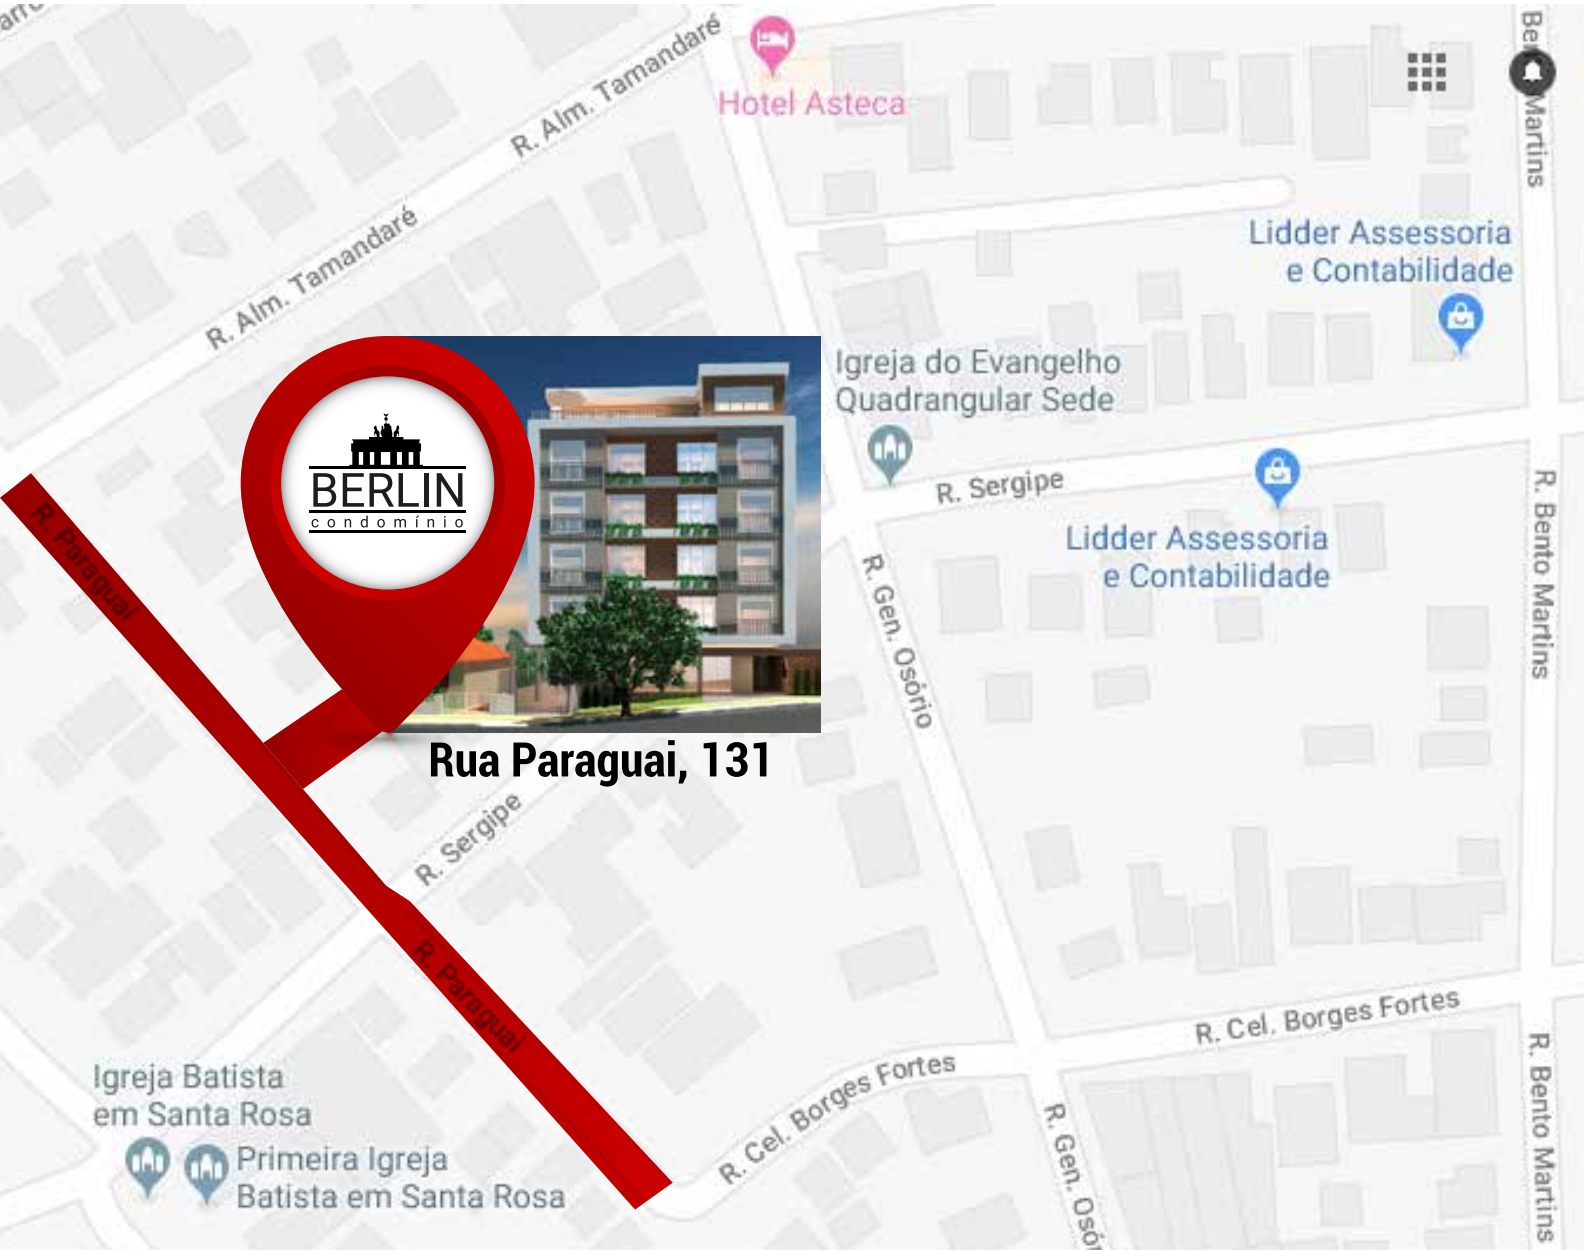 R. Alm. Tamandaré
Hotel Asteca
Martins
R. Alm. Tamandaré
Lidder Assessoria
e Contabilidade
Igreja do Evangelho
Quadrangular Sede
BERLIN
condomínio
R. Sergipe
R. Bento Martins
R. Paraguai
Lidder Assessoria
e Contabilidade
R. Gen. Osório
Rua Paraguai, 131
R. Sergipe
R. Paraguai
R. Cel. Borges Fortes
R. Cel. Borges Fortes
R. Bento Martins
Igreja Batista
em Santa Rosa
R. Gen. Osó
Primeira Igreja
Batista em Santa Rosa